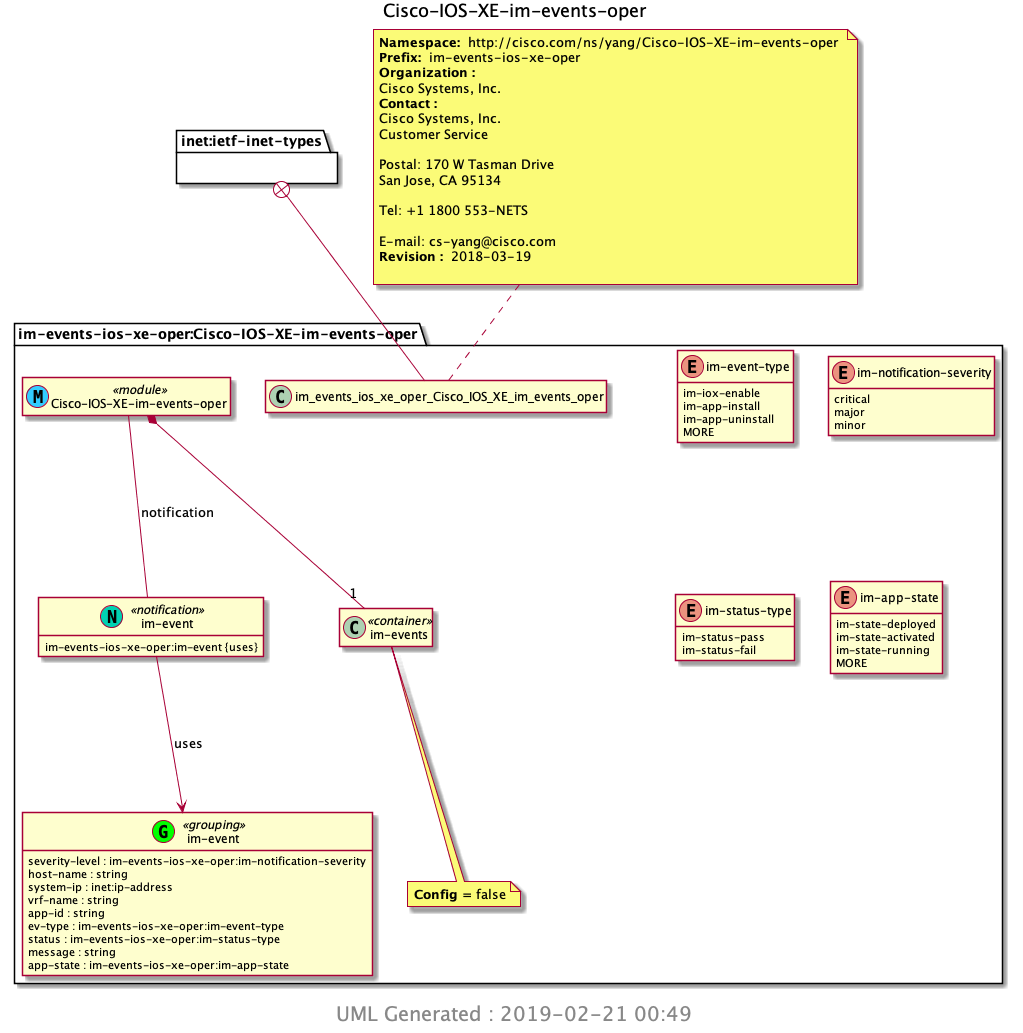 Cisco-IOS-XE-im-events-oper
Namespace: http://cisco.com/ns/yang/Cisco-IOS-XE-im-events-oper
Prefix: im-events-ios-xe-oper
Organization :
Cisco Systems, Inc.
Contact :
Cisco Systems, Inc.
Customer Service
Postal: 170 W Tasman Drive
San Jose, CA 95134
Tel: +1 1800 553-NETS
E-mail: cs-yang@cisco.com
Revision : 2018-03-19
inet:ietf-inet-types
im-events-ios-xe-oper:Cisco-IOS-XE-im-events-oper
M
«module»
Cisco-IOS-XE-im-events-oper
C im_events_ios_xe_oper_Cisco_IOS_XE_im_events_oper
E im-event-type
im-iox-enable
im-app-install
im-app-uninstall
MORE
E im-notification-severity
critical
major
minor
notification
1
N
«notification»
im-event
im-events-ios-xe-oper:im-event {uses}
C
«container»
im-events
E im-status-type
im-status-pass
im-status-fail
E im-app-state
im-state-deployed
im-state-activated
im-state-running
MORE
uses
G
«grouping»
im-event
severity-level : im-events-ios-xe-oper:im-notification-severity
host-name : string
system-ip : inet:ip-address
vrf-name : string
app-id : string
ev-type : im-events-ios-xe-oper:im-event-type
status : im-events-ios-xe-oper:im-status-type
message : string
app-state : im-events-ios-xe-oper:im-app-state
Config = false
UML Generated : 2019-02-21 00:49